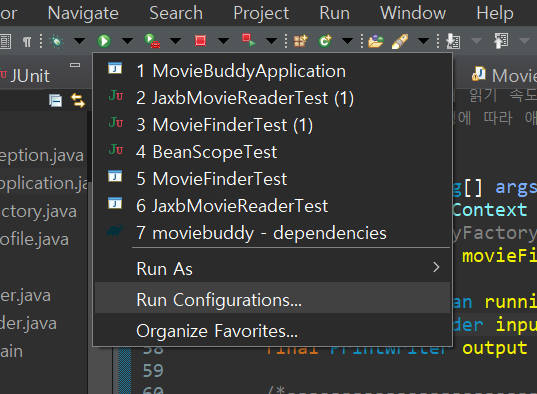 or Navigate Search Project Run Window Help
JUnit
Movie
읽기 속도
에 따라 애
1 MovieBuddyApplication
2 JaxbMovieReaderTest (1)
3 MovieFinderTest (1)
4 BeanScopeTest
5 MovieFinderTest
6 JaxbMovieReaderTest
7 moviebuddy - dependencies
Run As
Run Configurations...
Organize Favorites...
eption.java
pplication.java
actory.java
ofile.java
er.java
der.java
ain
g[] args
Context
yFactory
movieFi
an runnin
der inpu
58 final PrintWriter output
59
60 /*